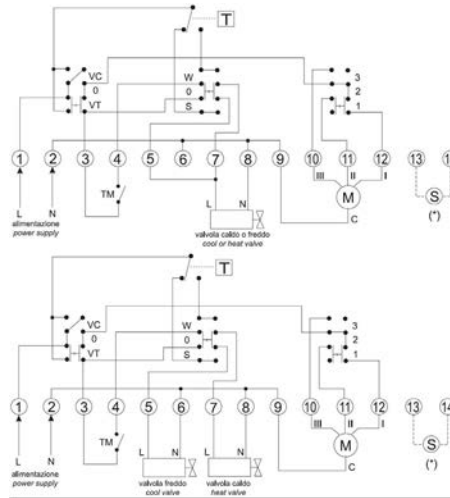 T
VC
0
VT
W
0
S
3
2
1
1 2 3 4 5 6 7 8 9 10 11 12 13
III II I
L N
TM
L N
M
S
C
(*)
alimentazione
power supply
valvola caldo o freddo
cool or heat valve
T
VC
0
VT
W
0
S
3
2
1
1 2 3 4 5 6 7 8 9 10 11 12 13 14
III II I
L N
TM
L N L N
M
S
C
(*)
alimentazione
power supply
valvola freddo
cool valve
valvola caldo
heat valve